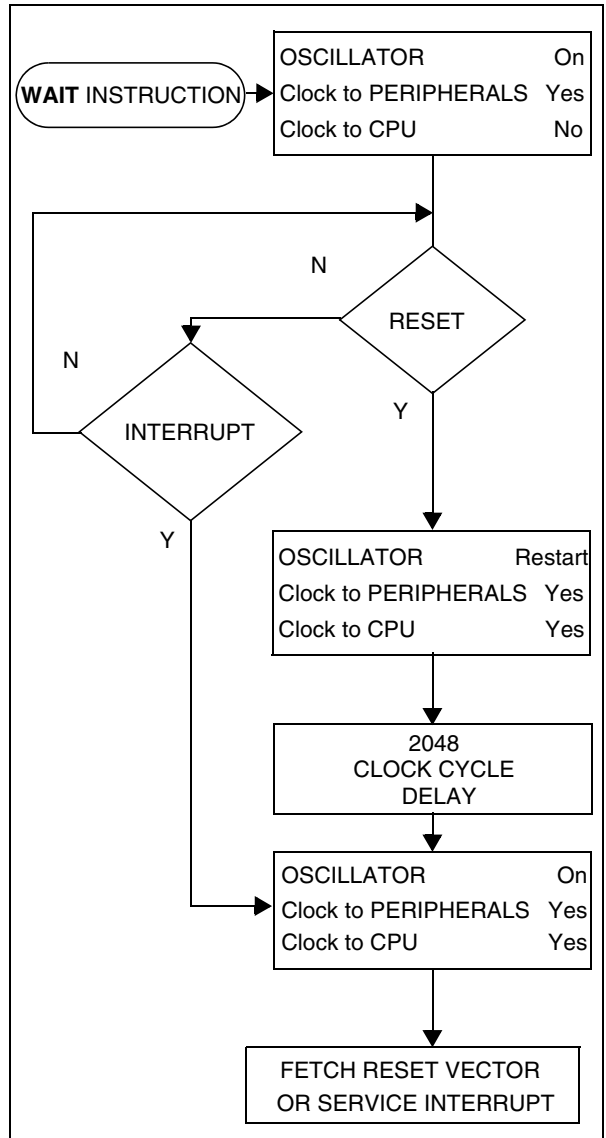 WAIT INSTRUCTION
OSCILLATOR On
Clock to PERIPHERALS Yes
Clock to CPU No
N
RESET
N
Y
INTERRUPT
Y
OSCILLATOR Restart
Clock to PERIPHERALS Yes
Clock to CPU Yes
2048
CLOCK CYCLE
DELAY
OSCILLATOR On
Clock to PERIPHERALS Yes
Clock to CPU Yes
FETCH RESET VECTOR
OR SERVICE INTERRUPT